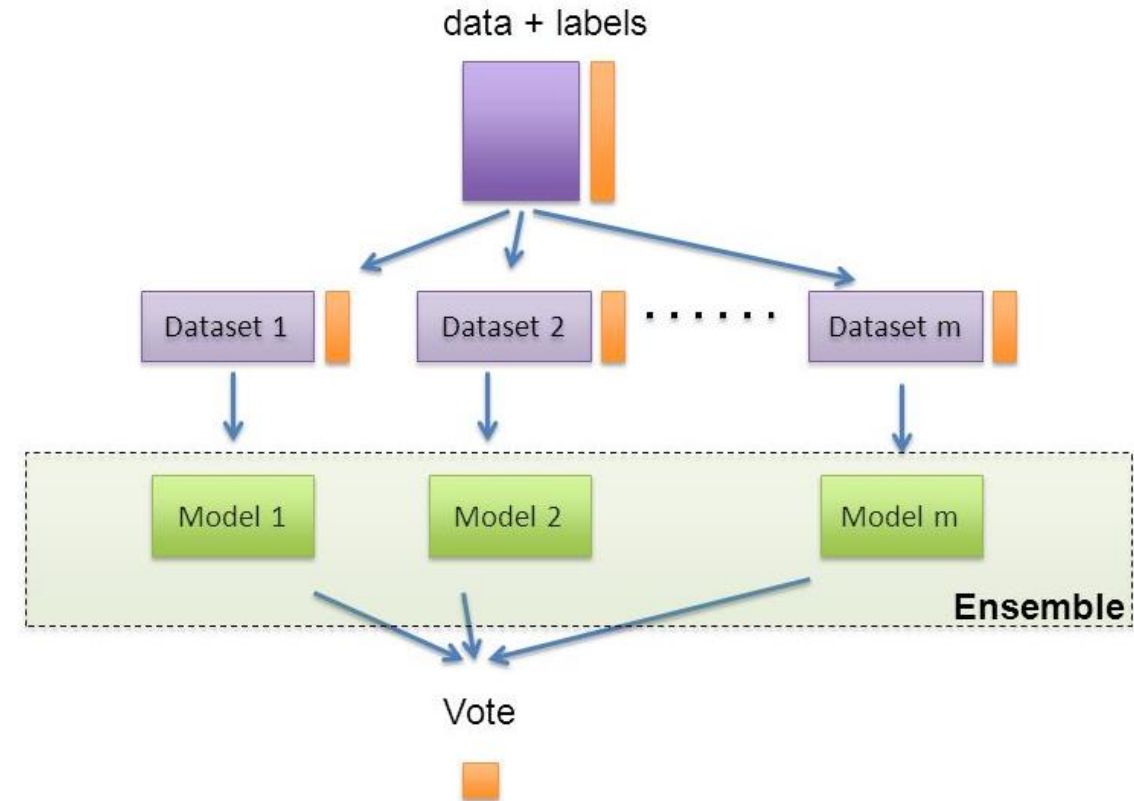 data + labels
Dataset 1
Dataset 2
......
Dataset m
Model 1
Model 2
Model m
Ensemble
Vote